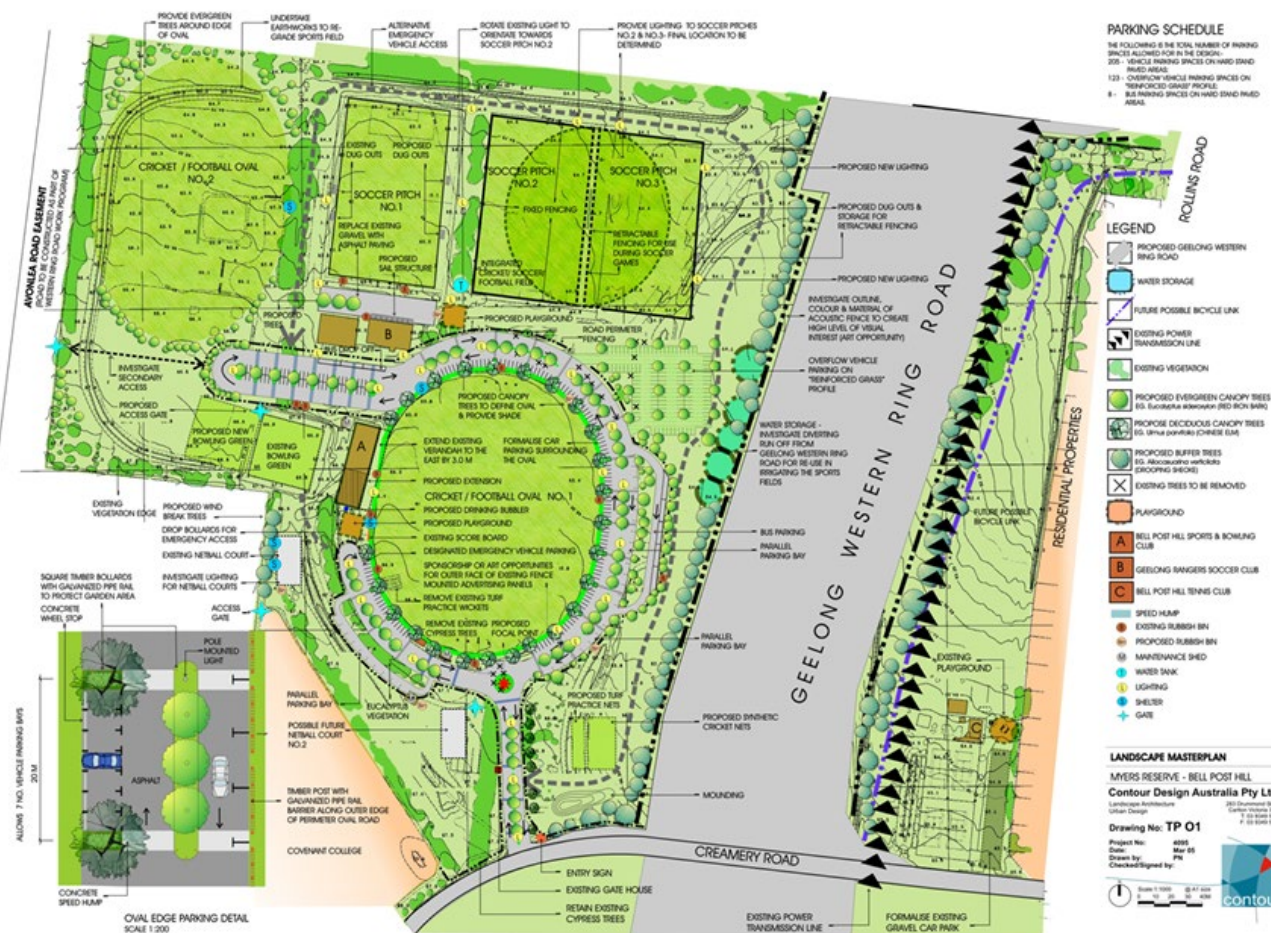 PROVIDE EVERGREEN
TREES AROUND EDGE
OF OVAL
UNDERTAKE
EARTHWORKS TO RE-
GRADE SPORTS FIELD
ALTERNATIVE
EMERGENCY
VEHICLE ACCESS
ROTATE EXISTING LIGHT TO
ORIENTATE TOWARDS
SOCCER PITCH NO.2
PROVIDE LIGHTING TO SOCCER PITCHES
NO.2 & NO.3- FINAL LOCATION TO BE
DETERMINED
PARKING SCHEDULE
THE FOLLOWING IS THE TOTAL NUMBER OF PARKING
SPACES ALLOWED FOR IN THE DESIGN:-
205 - VEHICLE PARKING SPACES ON HARD STAND
PAVED AREAS;
123 - OVERFLOW VEHICLE PARKING SPACES ON
"REINFORCED GRASS" PROFILE;
8 - BUS PARKING SPACES ON HARD STAND PAVED
AREAS.
AVONLEA ROAD EASEMENT
(ROAD TO BE CONSTRUCTED AS PART OF
WESTERN RING ROAD WORK PROGRAM)
CRICKET / FOOTBALL OVAL
NO.2
EXISTING
DUG OUTS
PROPOSED
DUG OUTS
SOCCER PITCH
NO.1
REPLACE EXISTING
GRAVEL WITH
ASPHALT PAVING
PROPOSED
SAIL STRUCTURE
SOCCER PITCH
NO.2
SOCCER PITCH
NO.3
FIXED FENCING
RETRACTABLE
FENCING FOR USE
DURING SOCCER
GAMES
INTEGRATED
CRICKET/ SOCCER/
FOOTBALL FIELD
PROPOSED NEW LIGHTING
PROPOSED DUG OUTS &
STORAGE FOR
RETRACTABLE FENCING
PROPOSED NEW LIGHTING
INVESTIGATE OUTLINE,
COLOUR & MATERIAL OF
ACOUSTIC FENCE TO CREATE
HIGH LEVEL OF VISUAL
INTEREST (ART OPPORTUNITY)
OVERFLOW VEHICLE
PARKING ON
"REINFORCED GRASS"
PROFILE
WATER STORAGE -
INVESTIGATE DIVERTING
RUN OFF FROM
GEELONG WESTERN RING
ROAD FOR RE-USE IN
IRRIGATING THE SPORTS
FIELDS
BUS PARKING
PARALLEL
PARKING BAY
PARALLEL
PARKING BAY
PROPOSED SYNTHETIC
CRICKET NETS
MOUNDING
PROPOSED
TREES
B
DROP OFF
PROPOSED PLAYGROUND
ROAD PERIMETER
FENCING
INVESTIGATE
SECONDARY
ACCESS
PROPOSED
ACCESS GATE
PROPOSED NEW
BOWLING GREEN
EXISTING
BOWLING
GREEN
A
PROPOSED CANOPY
TREES TO DEFINE OVAL
& PROVIDE SHADE
EXTEND EXISTING
VERANDAH TO THE
EAST BY 3.0 M
FORMALISE CAR
PARKING SURROUNDING
THE OVAL
PROPOSED EXTENSION
CRICKET / FOOTBALL OVAL NO. 1
PROPOSED DRINKING BUBBLER
PROPOSED PLAYGROUND
EXISTING SCORE BOARD
DESIGNATED EMERGENCY VEHICLE PARKING
SPONSORSHIP OR ART OPPORTUNITIES
FOR OUTER FACE OF EXISTING FENCE
MOUNTED ADVERTISING PANELS
REMOVE EXISTING TURF
PRACTICE WICKETS
REMOVE EXISTING
CYPRESS TREES
PROPOSED
FOCAL POINT
EXISTING
VEGETATION EDGE
PROPOSED WIND
BREAK TREES
DROP BOLLARDS FOR
EMERGENCY ACCESS
EXISTING NETBALL COURT
INVESTIGATE LIGHTING
FOR NETBALL COURTS
ACCESS
GATE
SQUARE TIMBER BOLLARDS
WITH GALVANIZED PIPE RAIL
TO PROTECT GARDEN AREA
CONCRETE
WHEEL STOP
POLE
MOUNTED
LIGHT
ASPHALT
ALLOWS 7 NO. VEHICLE PARKING BAYS
20 M
CONCRETE
SPEED HUMP
OVAL EDGE PARKING DETAIL
SCALE 1:200
PARALLEL
PARKING BAY
EUCALYPTUS
VEGETATION
POSSIBLE FUTURE
NETBALL COURT
NO.2
TIMBER POST WITH
GALVANIZED PIPE RAIL
BARRIER ALONG OUTER EDGE
OF PERIMETER OVAL ROAD
COVENANT COLLEGE
PROPOSED TURF
PRACTICE NETS
ENTRY SIGN
EXISTING GATE HOUSE
RETAIN EXISTING
CYPRESS TREES
CREAMERY ROAD
EXISTING POWER
TRANSMISSION LINE
FORMALISE EXISTING
GRAVEL CAR PARK
GEELONG WESTERN RING ROAD
ROLLINS ROAD
RESIDENTIAL PROPERTIES
FUTURE POSSIBLE
BICYCLE LINK
EXISTING
PLAYGROUND
C
LEGEND
PROPOSED GEELONG WESTERN
RING ROAD
WATER STORAGE
FUTURE POSSIBLE BICYCLE LINK
EXISTING POWER
TRANSMISSION LINE
EXISTING VEGETATION
PROPOSED EVERGREEN CANOPY TREES
EG. Eucalyptus sideroxylon (RED IRON BARK)
PROPOSE DECIDUOUS CANOPY TREES
EG. Ulmus parvifolia (CHINESE ELM)
PROPOSED BUFFER TREES
EG. Allocasuarina verticillata
(DROOPING SHEOKE)
EXISTING TREES TO BE REMOVED
PLAYGROUND
A BELL POST HILL SPORTS & BOWLING
CLUB
B GEELONG RANGERS SOCCER CLUB
C BELL POST HILL TENNIS CLUB
SPEED HUMP
EXISTING RUBBISH BIN
PROPOSED RUBBISH BIN
M MAINTENANCE SHED
T WATER TANK
L LIGHTING
S SHELTER
GATE
LANDSCAPE MASTERPLAN
MYERS RESERVE - BELL POST HILL
Contour Design Australia Pty Lt
Landscape Architecture
Urban Design
Drawing No: TP O1
Project No: 4095
Date: Mar 05
Drawn by: PN
Checked/Signed by:
Scale 1:1000 @ A1 size
contou